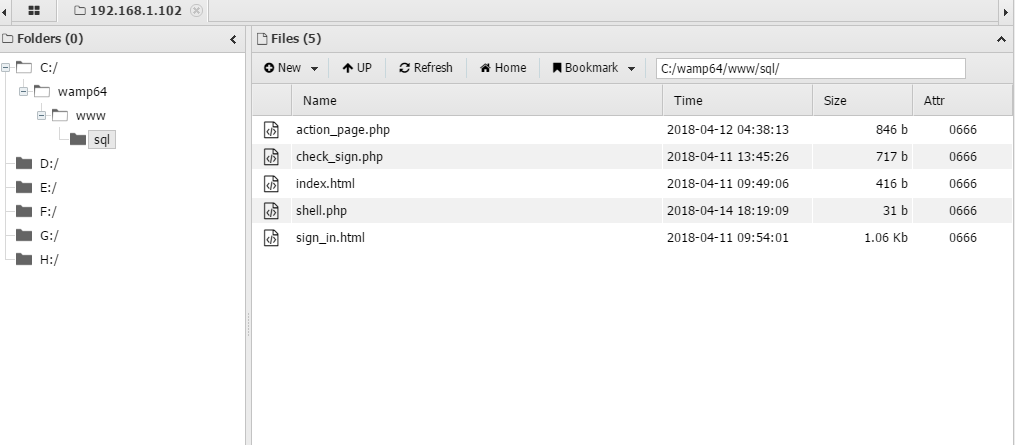 192.168.1.102
Folders (0)
Files (5)
New UP Refresh Home Bookmark C:/wamp64/www/sql/
C:/
wamp64
www
sql
D:/
E:/
F:/
G:/
H:/
Name Time Size Attr
action_page.php 2018-04-12 04:38:13 846 b 0666
check_sign.php 2018-04-11 13:45:26 717 b 0666
index.html 2018-04-11 09:49:06 416 b 0666
shell.php 2018-04-14 18:19:09 31 b 0666
sign_in.html 2018-04-11 09:54:01 1.06 Kb 0666